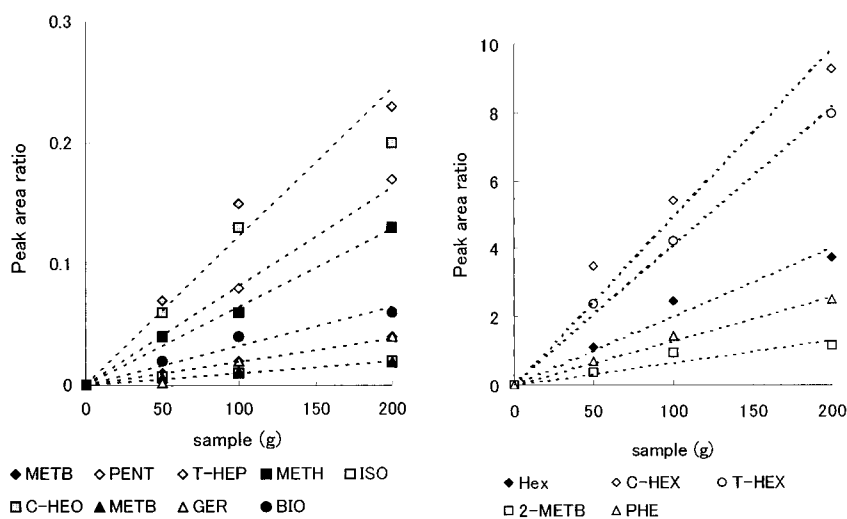 0.3
0.2
0.1
0
Peak area ratio
0 50 100 150 200
sample (g)
◆ METB ◇ PENT ◇ T-HEP ■ METH □ ISO
□ C-HEO ▲ METB △ GER ● BIO
10
8
6
4
2
0
Peak area ratio
0 50 100 150 200
sample (g)
◆ Hex ◇ C-HEX ○ T-HEX
□ 2-METB △ PHE